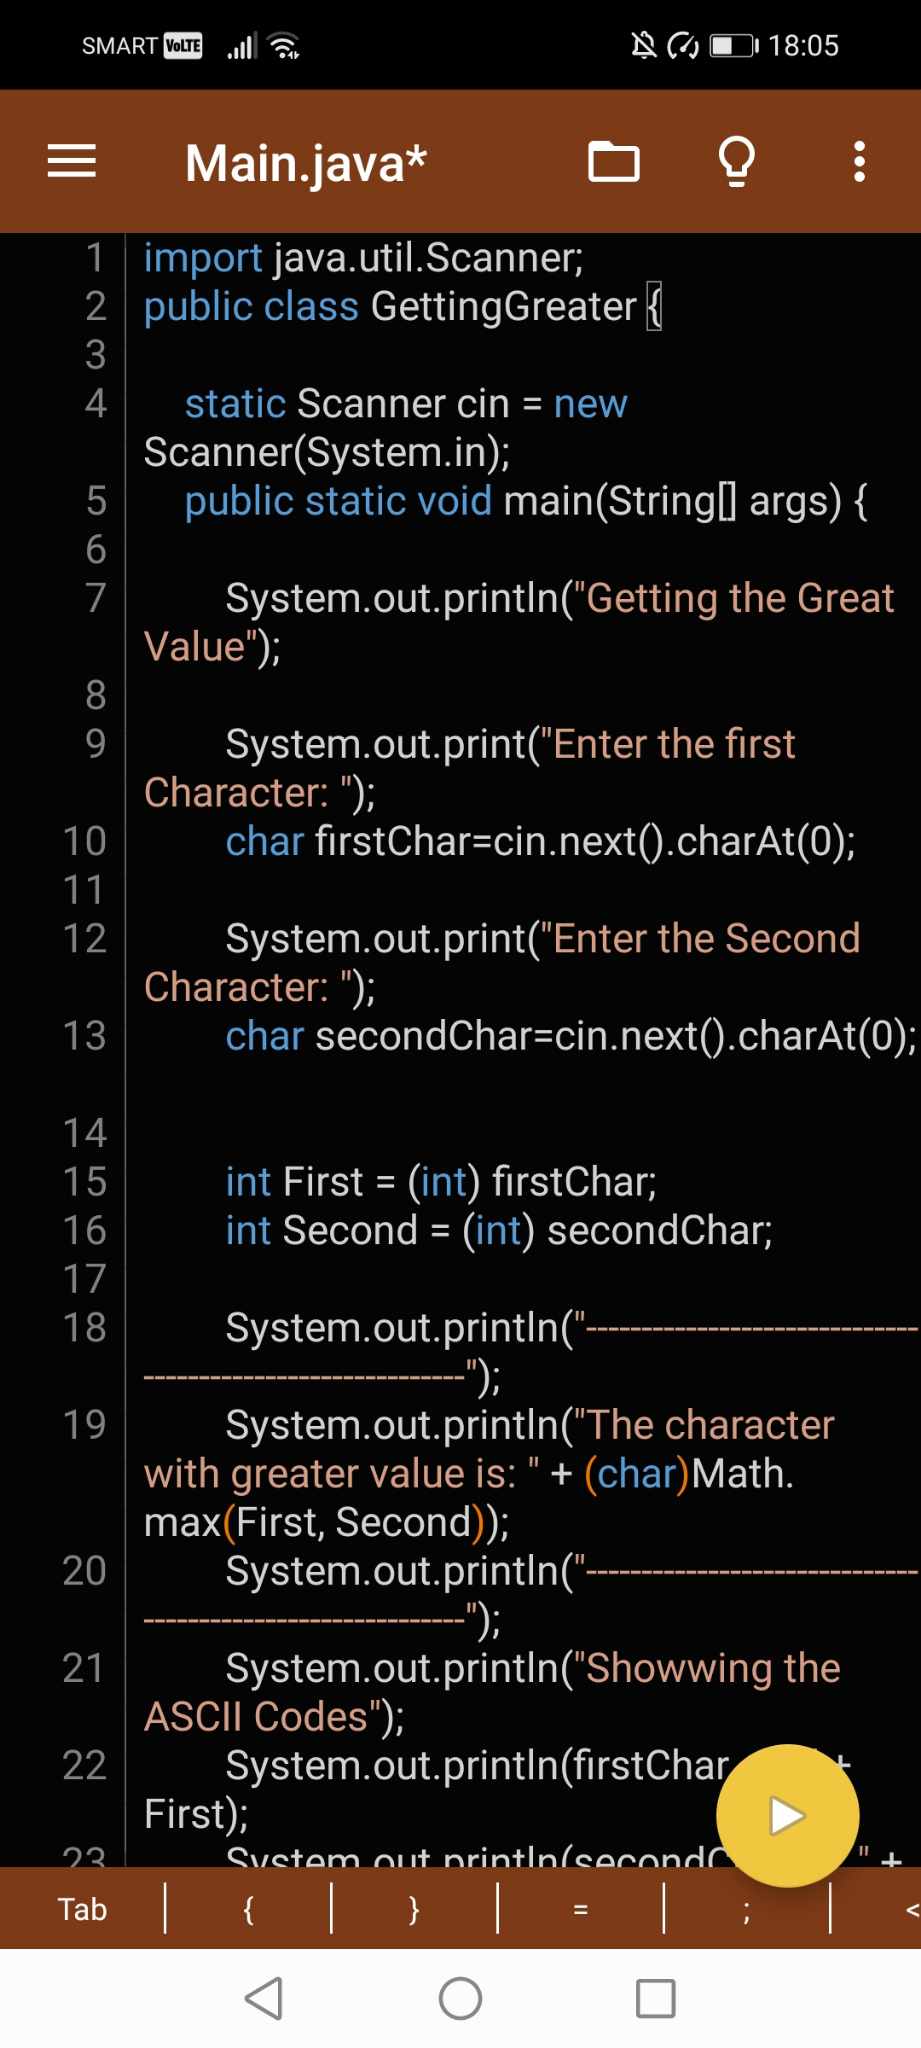 SMART VoLTE 18:05
Main.java*
1 import java.util.Scanner;
2 public class GettingGreater {
3
4 static Scanner cin = new
Scanner(System.in);
5 public static void main(String[] args) {
6
7 System.out.println("Getting the Great
Value");
8
9 System.out.print("Enter the first
Character: ");
10 char firstChar=cin.next().charAt(0);
11
12 System.out.print("Enter the Second
Character: ");
13 char secondChar=cin.next().charAt(0);
14
15 int First = (int) firstChar;
16 int Second = (int) secondChar;
17
18 System.out.println("------------------------------
-----------------------------");
19 System.out.println("The character
with greater value is: " + (char)Math.
max(First, Second));
20 System.out.println("------------------------------
-----------------------------");
21 System.out.println("Showwing the
ASCII Codes");
22 System.out.println(firstChar +
First);
23 System.out.println(secondC " +
Tab { } = ; <